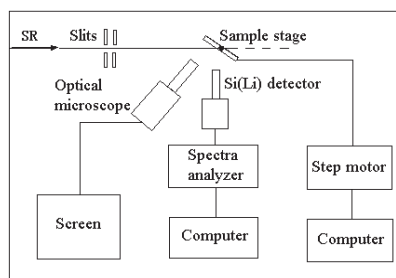 SR
Slits
Sample stage
Optical
microscope
Si(Li) detector
Spectra
analyzer
Step motor
Screen
Computer
Computer